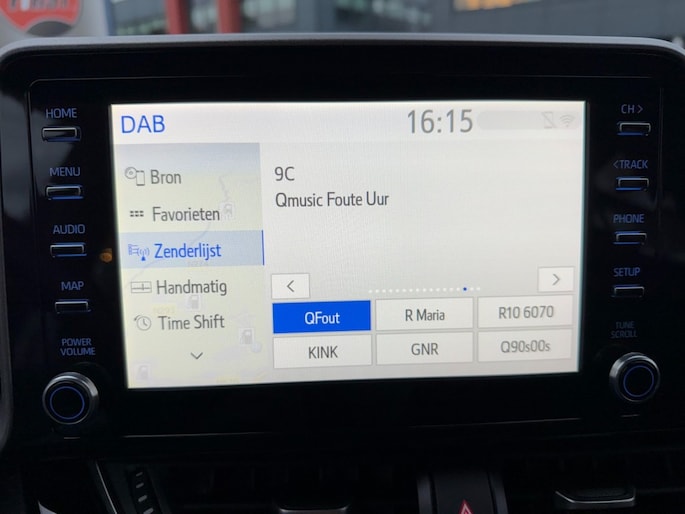 HOME
MENU
AUDIO
MAP
POWER
VOLUME
DAB
16:15
Bron
Favorieten
Zenderlijst
Handmatig
Time Shift
9C
Qmusic Foute Uur
QFout
R Maria
R10 6070
KINK
GNR
Q90s00s
CH >
< TRACK
PHONE
SETUP
TUNE
SCROLL